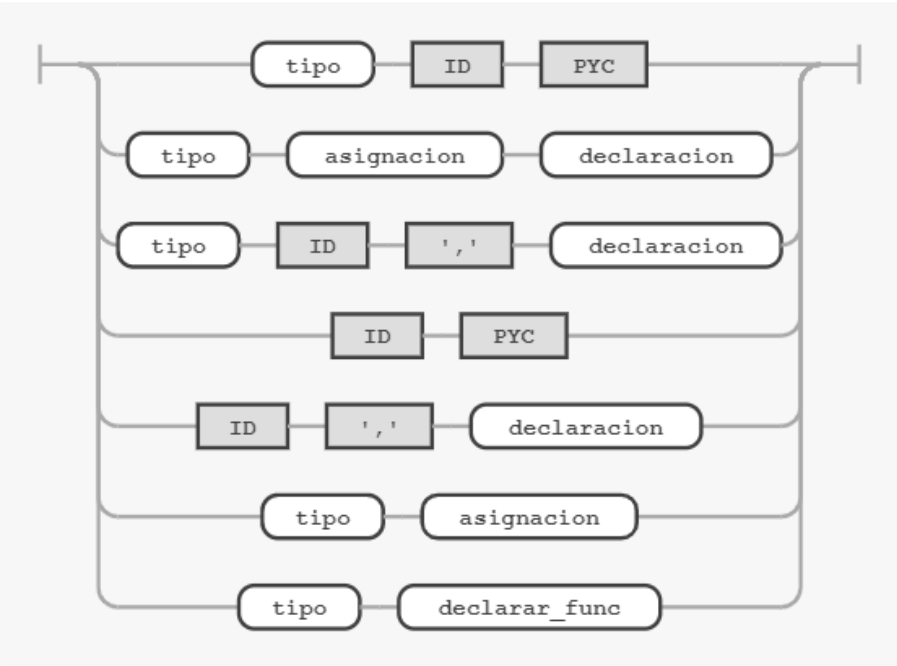 tipo ID PYC
tipo asignacion declaracion
tipo ID ',' declaracion
ID PYC
ID ',' declaracion
tipo asignacion
tipo declarar_func